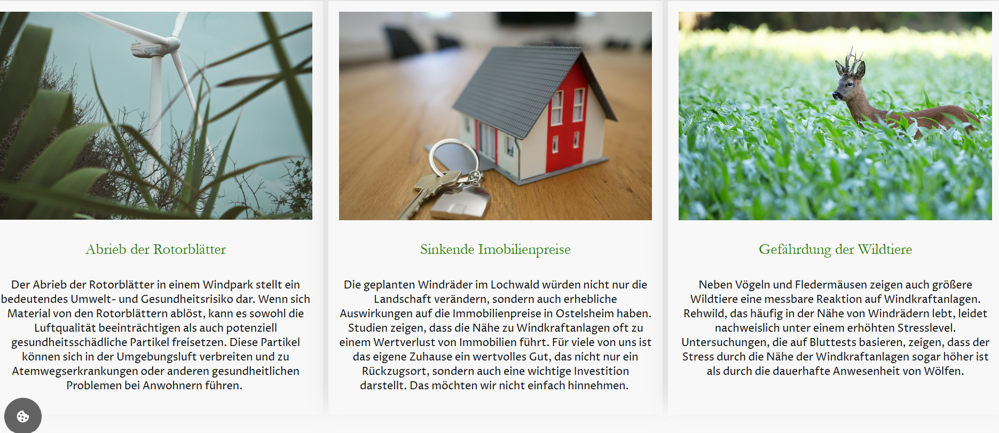 Abrieb der Rotorblätter
Der Abrieb der Rotorblätter in einem Windpark stellt ein
bedeutendes Umwelt- und Gesundheitsrisiko dar. Wenn sich
Material von den Rotorblättern ablöst, kann es sowohl die
Luftqualität beeinträchtigen als auch potenziell
gesundheitsschädliche Partikel freisetzen. Diese Partikel
können sich in der Umgebungsluft verbreiten und zu
Atemwegserkrankungen oder anderen gesundheitlichen
Problemen bei Anwohnern führen.
Sinkende Imobilienpreise
Die geplanten Windräder im Lochwald würden nicht nur die
Landschaft verändern, sondern auch erhebliche
Auswirkungen auf die Immobilienpreise in Ostelsheim haben.
Studien zeigen, dass die Nähe zu Windkraftanlagen oft zu
einem Wertverlust von Immobilien führt. Für viele von uns ist
das eigene Zuhause ein wertvolles Gut, das nicht nur ein
Rückzugsort, sondern auch eine wichtige Investition
darstellt. Das möchten wir nicht einfach hinnehmen.
Gefährdung der Wildtiere
Neben Vögeln und Fledermäusen zeigen auch größere
Wildtiere eine messbare Reaktion auf Windkraftanlagen.
Rehwild, das häufig in der Nähe von Windrädern lebt, leidet
nachweislich unter einem erhöhten Stresslevel.
Untersuchungen, die auf Bluttests basieren, zeigen, dass der
Stress durch die Nähe der Windkraftanlagen sogar höher ist
als durch die dauerhafte Anwesenheit von Wölfen.